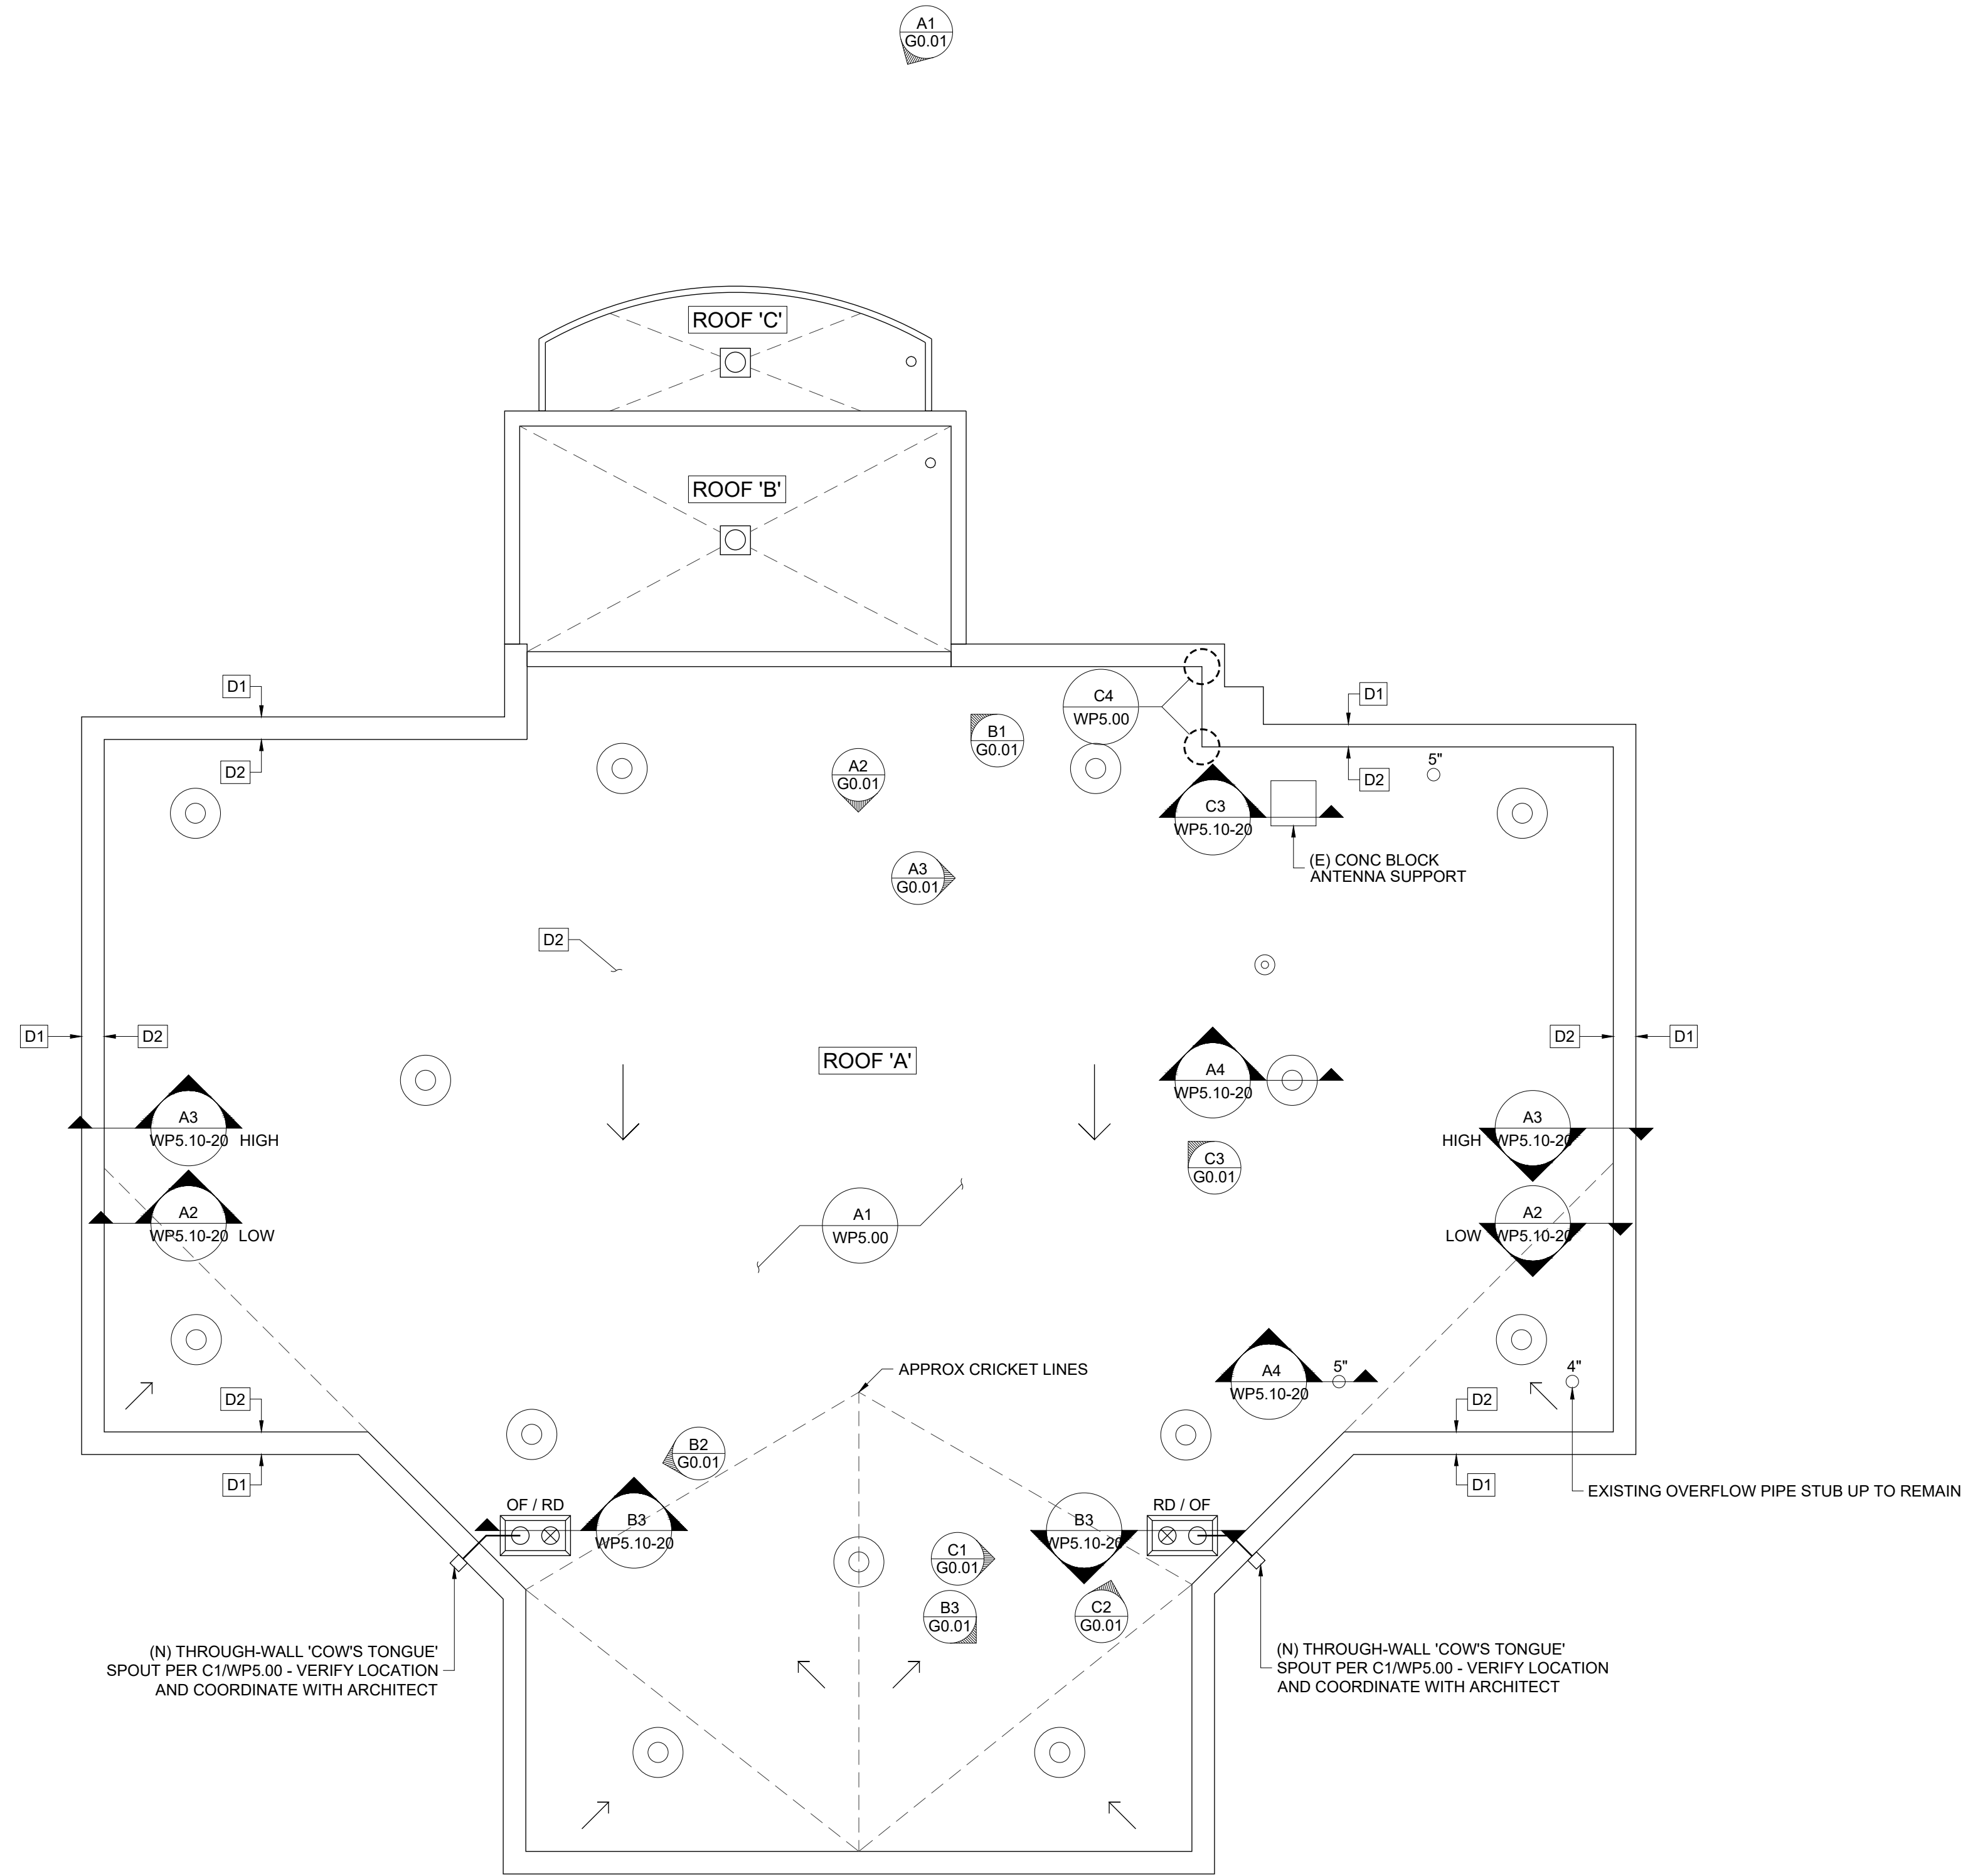 A1
G0.01
ROOF 'C'
ROOF 'B'
D1
D2
C4
WP5.00
B1
G0.01
A2
G0.01
D1
D2
5"
C3
WP5.10-20
(E) CONC BLOCK
ANTENNA SUPPORT
A3
G0.01
D2
D1
D2
ROOF 'A'
D2
D1
A4
WP5.10-20
A3
WP5.10-20 HIGH
A2
WP5.10-20 LOW
C3
G0.01
A3
HIGH WP5.10-20
A2
LOW WP5.10-20
A1
WP5.00
APPROX CRICKET LINES
A4
WP5.10-20
5"
4"
D2
D1
D2
D1
B2
G0.01
OF / RD
B3
WP5.10-20
RD / OF
B3
WP5.10-20
EXISTING OVERFLOW PIPE STUB UP TO REMAIN
C1
G0.01
B3
G0.01
C2
G0.01
(N) THROUGH-WALL 'COW'S TONGUE'
SPOUT PER C1/WP5.00 - VERIFY LOCATION
AND COORDINATE WITH ARCHITECT
(N) THROUGH-WALL 'COW'S TONGUE'
SPOUT PER C1/WP5.00 - VERIFY LOCATION
AND COORDINATE WITH ARCHITECT